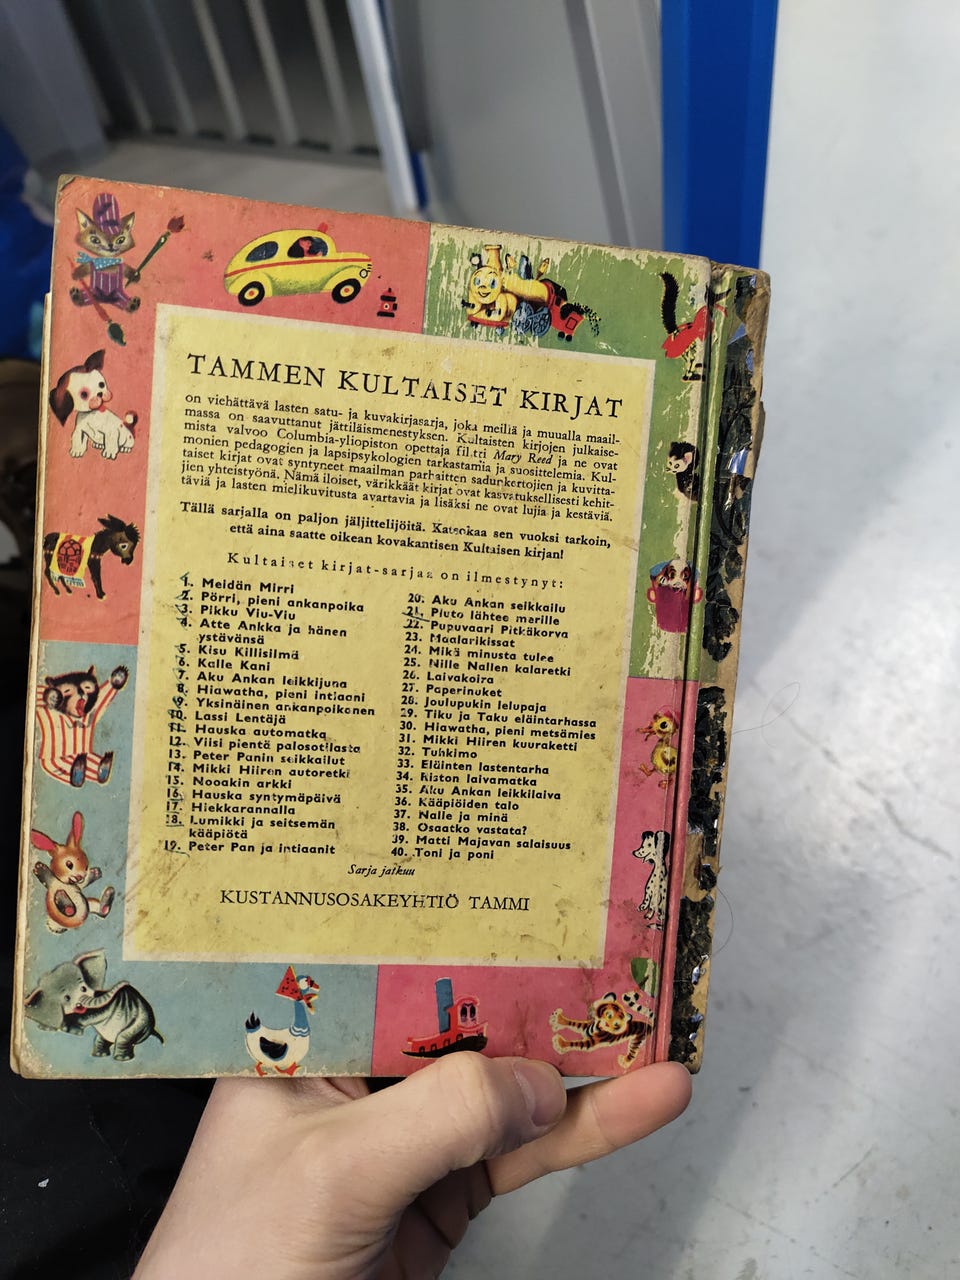 TAMMEN KULTAISET KIRJAT
on viehättävä lasten satu- ja kuvakirjasarja, joka meiliä ja muualla maail-
massa on saavuttanut jättiläismenestyksen. Kultaisten kirjojen julkaise-
mista valvoo Columbia-yliopiston opettaja fil.tri Mary Reed ja ne ovat
monien pedagogien ja lapsipsykologien tarkastamia ja suosittelemia. Kul-
taiset kirjat ovat syntyneet maailman parhaitten sadunkertojien ja kuvitta-
jien yhteistyönä. Nämä iloiset, värikkäät kirjat ovat kasvatuksellisesti kehit-
täviä ja lasten mielikuvitusta avartavia ja lisäksi ne ovat lujia ja kestäviä.
Tällä sarjalla on paljon jäljittelijöitä. Katsokaa sen vuoksi tarkoin,
että aina saatte oikean kovakantisen Kultaisen kirjan!
Kultaiset kirjat-sarjaa on ilmestynyt:
1. Meidän Mirri
2. Pörri, pieni ankanpoika
3. Pikku Viu-Viu
4. Atte Ankka ja hänen
ystävänsä
5. Kisu Killisilmä
6. Kalle Kani
7. Aku Ankan leikkijuna
8. Hiawatha, pieni intiaani
9. Yksinäinen ankanpoikanen
10. Lassi Lentäjä
11. Hauska automatka
12. Viisi pientä palosotilasta
13. Peter Panin seikkailut
14. Mikki Hiiren autoretki
15. Nooakin arkki
16. Hauska syntymäpäivä
17. Hiekkarannalla
18. Lumikki ja seitsemän
kääpiötä
19. Peter Pan ja intiaanit
20. Aku Ankan seikkailu
21. Pluto lähtee merille
22. Pupuvaari Pitkäkorva
23. Maalarikissat
24. Mikä minusta tulee
25. Nille Nallen kalaretki
26. Laivakoira
27. Paperinuket
28. Joulupukin lelupaja
29. Tiku ja Taku eläintarhassa
30. Hiawatha, pieni metsämies
31. Mikki Hiiren kuuraketti
32. Tuhkimo
33. Eläinten lastentarha
34. Kiston laivamatka
35. Aku Ankan leikkilaiva
36. Kääpiöiden talo
37. Nalle ja minä
38. Osaatko vastata?
39. Matti Majavan salaisuus
40. Toni ja poni
Sarja jatkuu
KUSTANNUSOSAKEYHTIÖ TAMMI